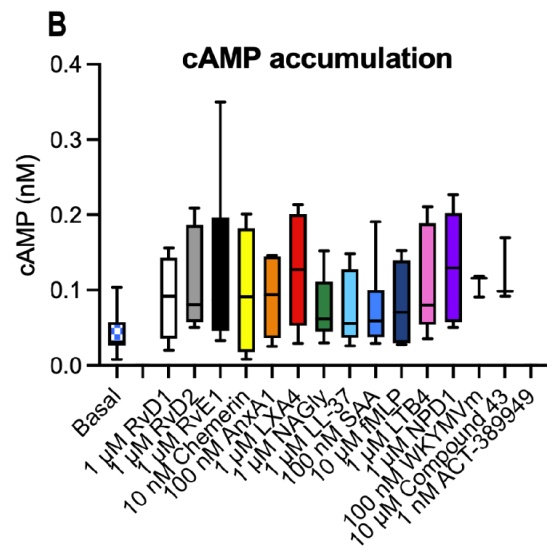 B
cAMP accumulation
cAMP (nM)
0.4
0.3
0.2
0.1
0.0
Basal
1 µM RvD1
1 µM RvD2
1 µM RvE1
10 nM Chemerin
100 nM AnxA1
1 µM LXA4
1 µM NAGly
1 µM LL-37
100 nM SAA
10 µM fMLP
1 µM LTB4
1 µM NPD1
100 nM WKYMVm
10 µM Compound 43
1 nM ACT-389949